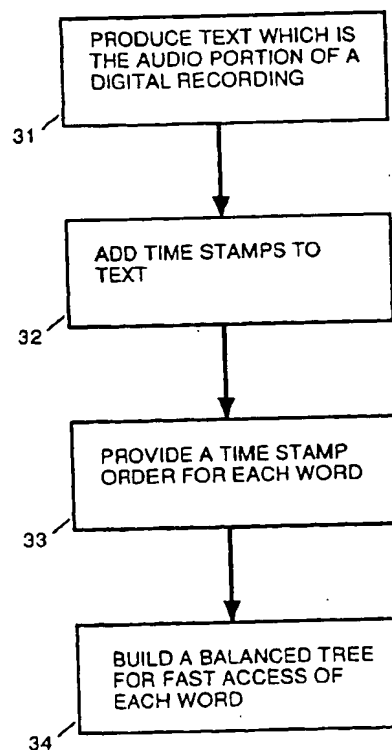 PRODUCE TEXT WHICH IS
THE AUDIO PORTION OF A
DIGITAL RECORDING
31
ADD TIME STAMPS TO
TEXT
32
PROVIDE A TIME STAMP
ORDER FOR EACH WORD
33
BUILD A BALANCED TREE
FOR FAST ACCESS OF
EACH WORD
34